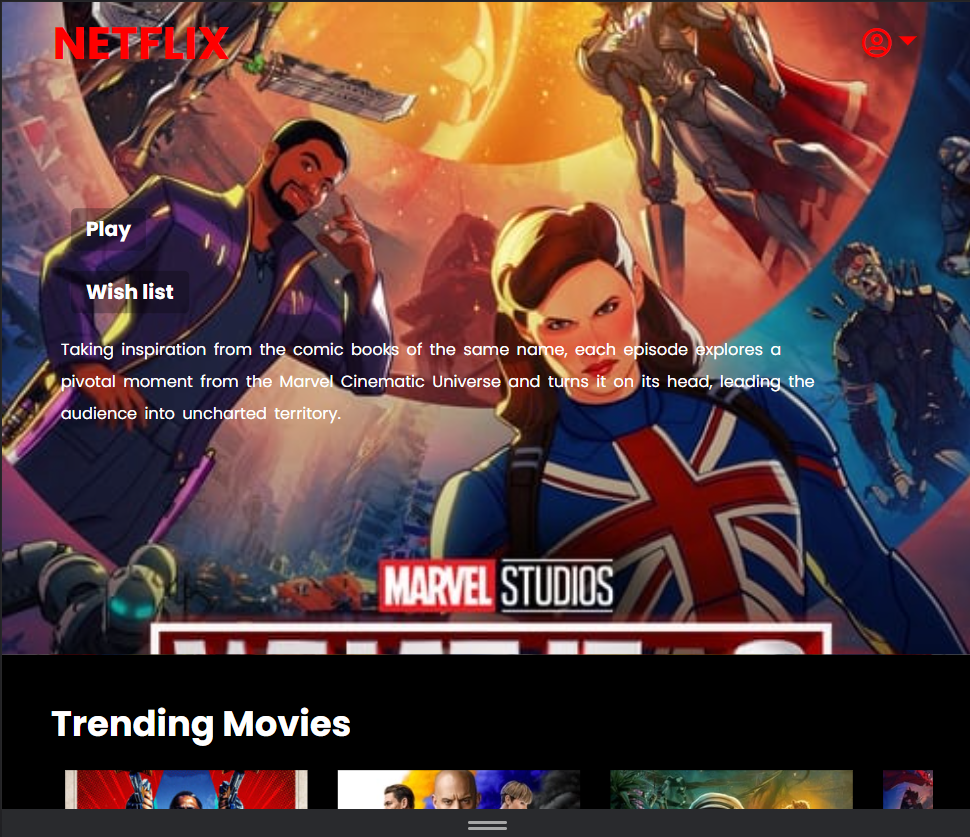 NETFLIX
Play
Wish list
Taking inspiration from the comic books of the same name, each episode explores a
pivotal moment from the Marvel Cinematic Universe and turns it on its head, leading the
audience into uncharted territory.
MARVEL STUDIOS
Trending Movies